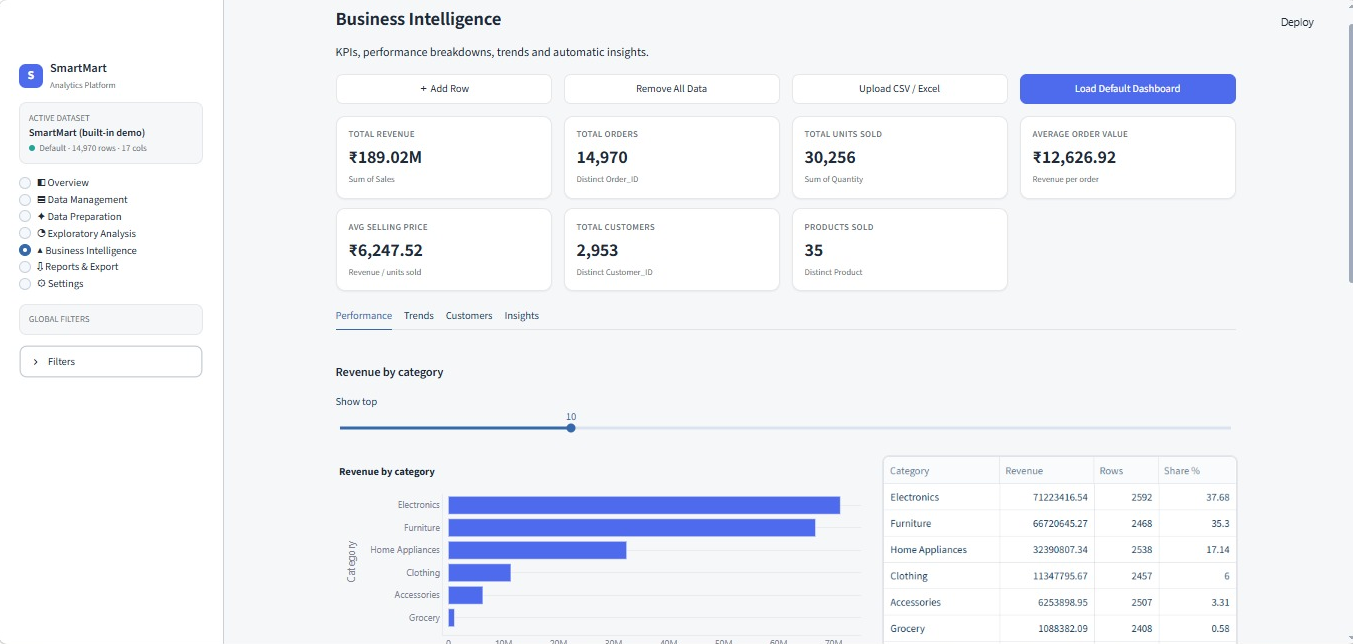 Business Intelligence
Deploy
KPIs, performance breakdowns, trends and automatic insights.
+ Add Row
Remove All Data
Upload CSV / Excel
Load Default Dashboard
S
SmartMart
Analytics Platform
ACTIVE DATASET
SmartMart (built-in demo)
Default · 14,970 rows · 17 cols
Overview
Data Management
Data Preparation
Exploratory Analysis
Business Intelligence
Reports & Export
Settings
GLOBAL FILTERS
Filters
TOTAL REVENUE
₹189.02M
Sum of Sales
TOTAL ORDERS
14,970
Distinct Order_ID
TOTAL UNITS SOLD
30,256
Sum of Quantity
AVERAGE ORDER VALUE
₹12,626.92
Revenue per order
AVG SELLING PRICE
₹6,247.52
Revenue / units sold
TOTAL CUSTOMERS
2,953
Distinct Customer_ID
PRODUCTS SOLD
35
Distinct Product
Performance Trends Customers Insights
Revenue by category
Show top
10
Revenue by category
Category
Electronics
Furniture
Home Appliances
Clothing
Accessories
Grocery
0 10M 20M 30M 40M 50M 60M 70M
Category Revenue Rows Share %
Electronics 71223416.54 2592 37.68
Furniture 66720645.27 2468 35.3
Home Appliances 32390807.34 2538 17.14
Clothing 11347795.67 2457 6
Accessories 6253898.95 2507 3.31
Grocery 1088382.09 2408 0.58